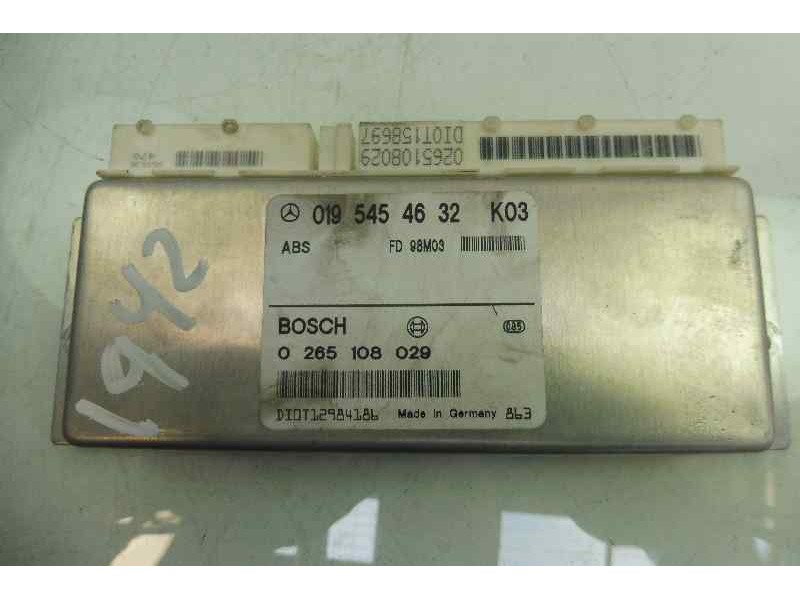 DIOT158697
0265108029
470
019 545 46 32 K03
ABS FD 98M03
BOSCH
0 265 108 029
DIOT12984186 Made in Germany 863
1942